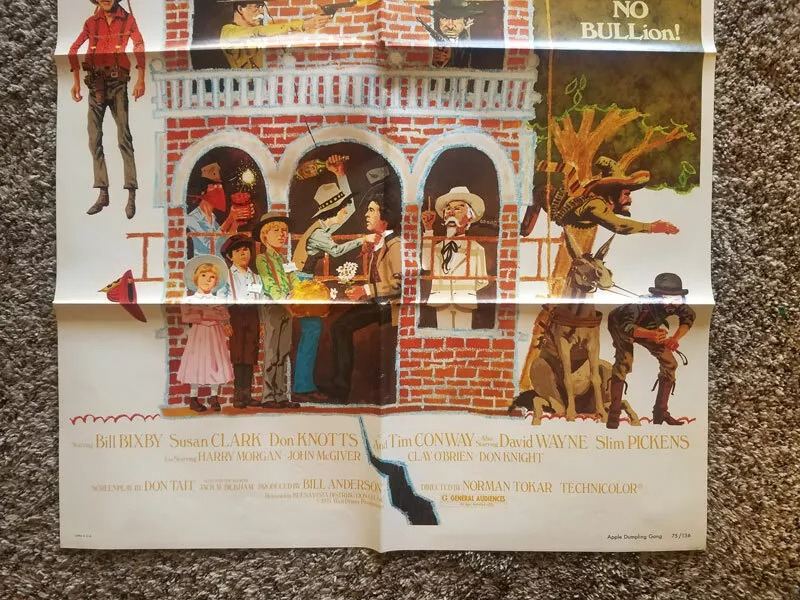 NO
BULLion!
Starring Bill BIXBY Susan CLARK Don KNOTTS And Tim CONWAY Also Starring David WAYNE Slim PICKENS
Co-Starring HARRY MORGAN JOHN McGIVER CLAY O'BRIEN DON KNIGHT
SCREENPLAY BY DON TAIT JACK M. BICKHAM PRODUCED BY BILL ANDERSON DIRECTED BY NORMAN TOKAR TECHNICOLOR®
G GENERAL AUDIENCES
Apple Dumpling Gang 75/136